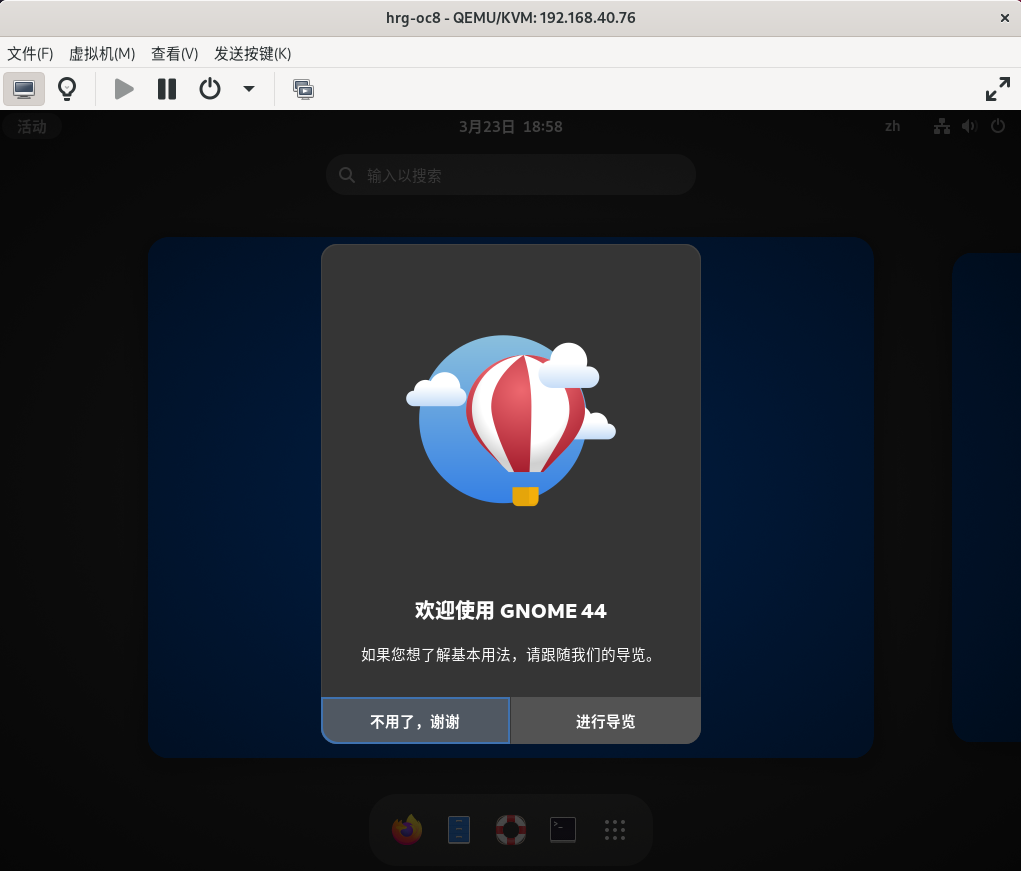 hrg-oc8 - QEMU/KVM: 192.168.40.76
文件(F) 虚拟机(M) 查看(V) 发送按键(K)
活动 3月23日 18:58 zh
输入以搜索
欢迎使用 GNOME 44
如果您想了解基本用法，请跟随我们的导览。
不用了，谢谢 进行导览